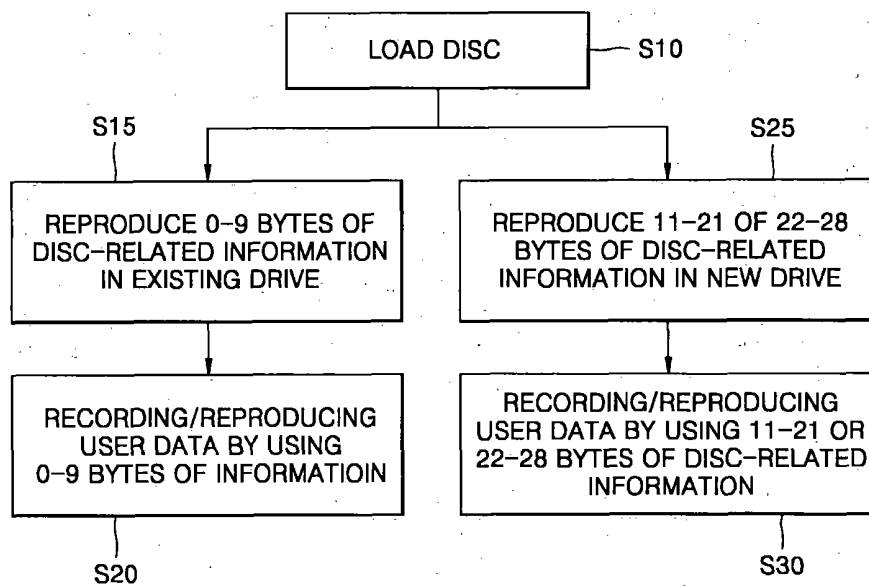 LOAD DISC
S10
S15
S25
REPRODUCE 0-9 BYTES OF
DISC-RELATED INFORMATION
IN EXISTING DRIVE
REPRODUCE 11-21 OF 22-28
BYTES OF DISC-RELATED
INFORMATION IN NEW DRIVE
RECORDING/REPRODUCING
USER DATA BY USING
0-9 BYTES OF INFORMATIOIN
RECORDING/REPRODUCING
USER DATA BY USING 11-21 OR
22-28 BYTES OF DISC-RELATED
INFORMATION
S20
S30